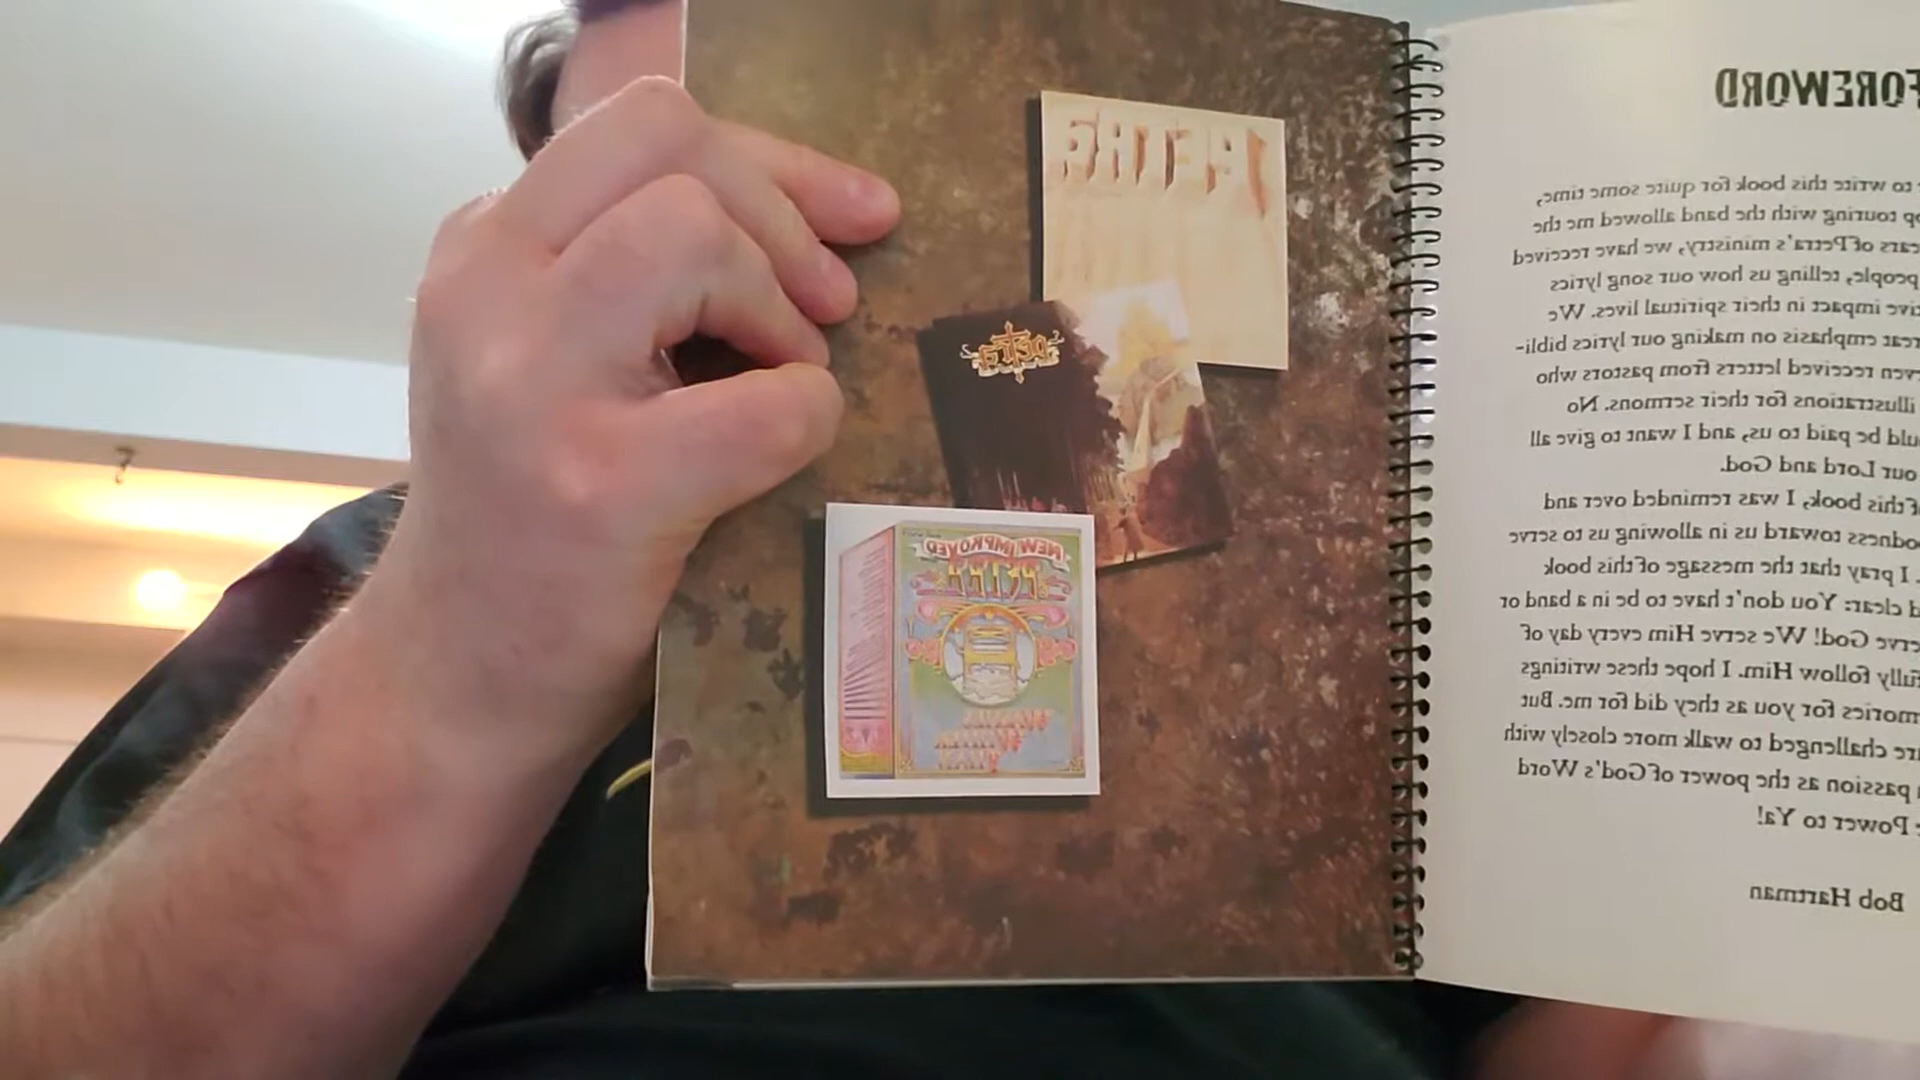 PETRA
PETRA
NEW IMPROVED
PETRA
WASHES
WHITER
THAN
FOREWORD
to write this book for quite some time,
p touring with the band allowed me the
ears of Petra's ministry, we have received
people, telling us how our song lyrics
ive impact in their spiritual lives. We
reat emphasis on making our lyrics bibli-
ven received letters from pastors who
illustrations for their sermons. No
uld be paid to us, and I want to give all
our Lord and God.
f this book, I was reminded over and
odness toward us in allowing us to serve
. I pray that the message of this book
d clear: You don't have to be in a band or
erve God! We serve Him every day of
fully follow Him. I hope these writings
mories for you as they did for me. But
re challenged to walk more closely with
passion as the power of God's Word
Power to Ya!
Bob Hartman